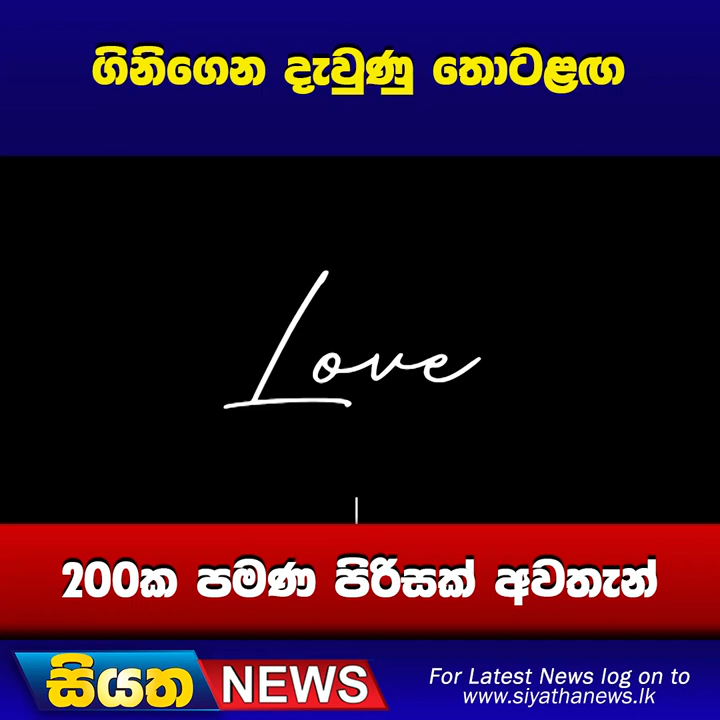 ගිනිගෙන දැවුණු තොටළඟ
Love
200ක පමණ පිරිසක් අවතැන්
සියත NEWS
For Latest News log on to
www.siyathanews.lk